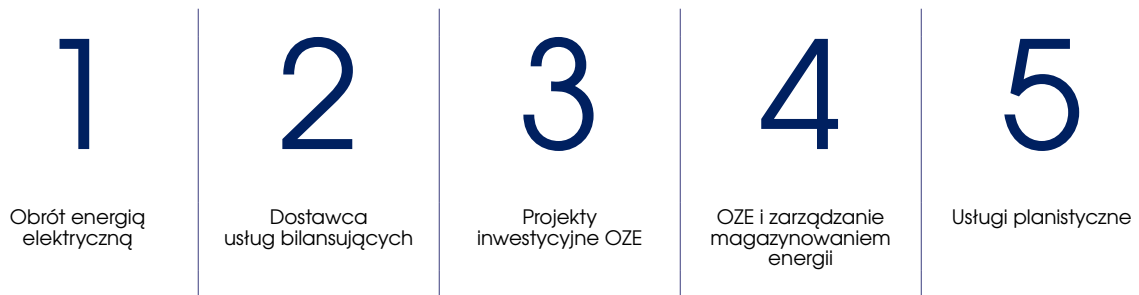 1
Obrót energią
elektryczną
2
Dostawca
usług bilansujących
3
Projekty
inwestycyjne OZE
4
OZE i zarządzanie
magazynowaniem
energii
5
Usługi planistyczne